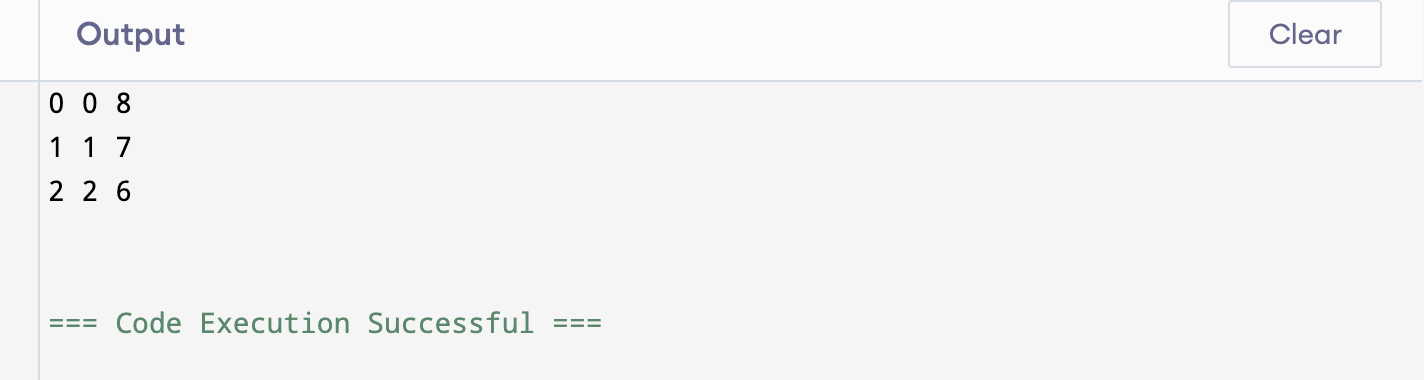 Output
Clear
0 0 8
1 1 7
2 2 6
=== Code Execution Successful ===